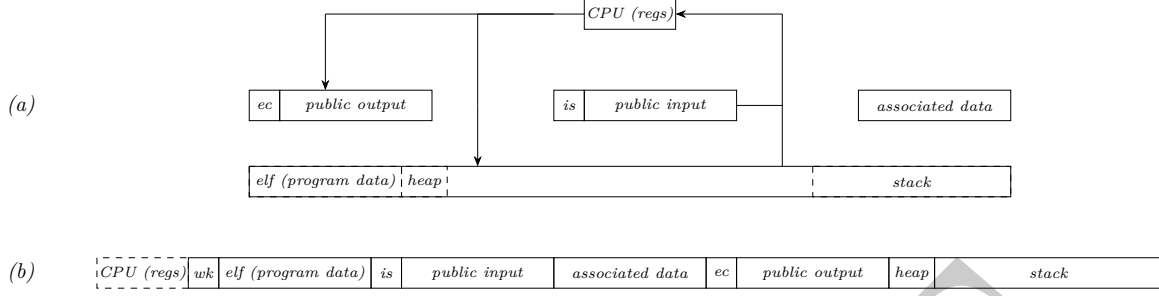 CPU (regs)
(a) ec public output is public input associated data
elf (program data) heap stack
(b) CPU (regs) wk elf (program data) is public input associated data ec public output heap stack